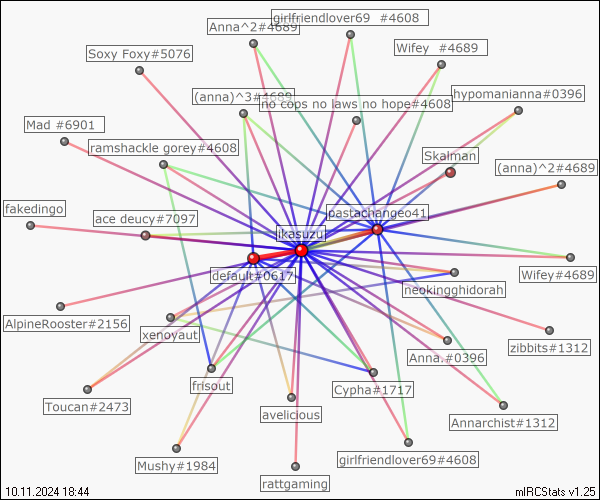 girlfriendlover69 #4608
Anna^2#4689
Wifey #4689
Soxy Foxy#5076
hypomanianna#0396
(anna)^3#4689
no cops no laws no hope#4608
Mad #6901
ramshackle gorey#4608
Skalman
(anna)^2#4689
fakedingo
ace deucy#7097
pastachangeo41
ikasuzu
default#0617
Wifey#4689
neokingghidorah
AlpineRooster#2156
xenoyaut
zibbits#1312
Anna.#0396
frisout
Cypha#1717
Toucan#2473
avelicious
Annarchist#1312
Mushy#1984
girlfriendlover69#4608
rattgaming
10.11.2024 18:44
mIRCStats v1.25